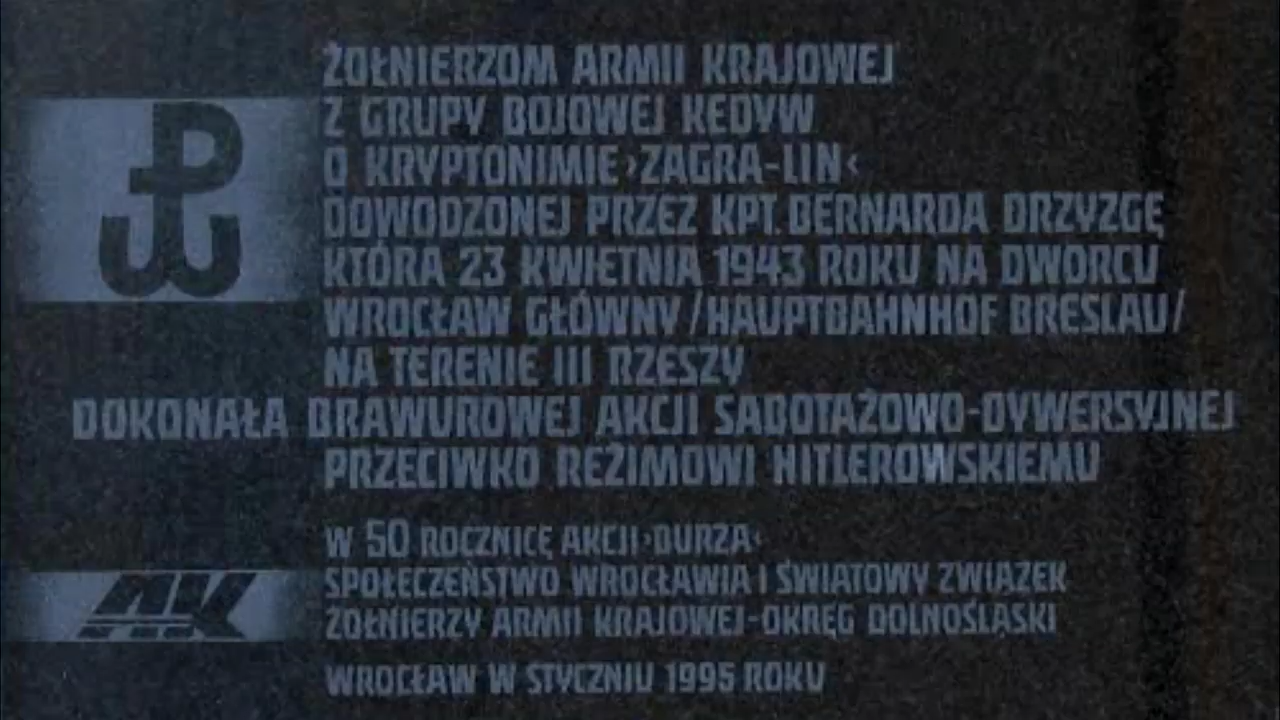 ŻOŁNIERZOM ARMII KRAJOWEJ
Z GRUPY BOJOWEJ KEDYW
O KRYPTONIMIE ›ZAGRA-LIN‹
DOWODZONEJ PRZEZ KPT. BERNARDA DRZYZGĘ
KTÓRA 23 KWIETNIA 1943 ROKU NA DWORCU
WROCŁAW GŁÓWNY /HAUPTBAHNHOF BRESLAU/
NA TERENIE III RZESZY
DOKONAŁA BRAWUROWEJ AKCJI SABOTAŻOWO-DYWERSYJNEJ
PRZECIWKO REŻIMOWI HITLEROWSKIEMU
W 50 ROCZNICĘ AKCJI ›BURZA‹
SPOŁECZEŃSTWO WROCŁAWIA I ŚWIATOWY ZWIĄZEK
ŻOŁNIERZY ARMII KRAJOWEJ-OKRĘG DOLNOŚLĄSKI
AK
WROCŁAW W STYCZNIU 1995 ROKU